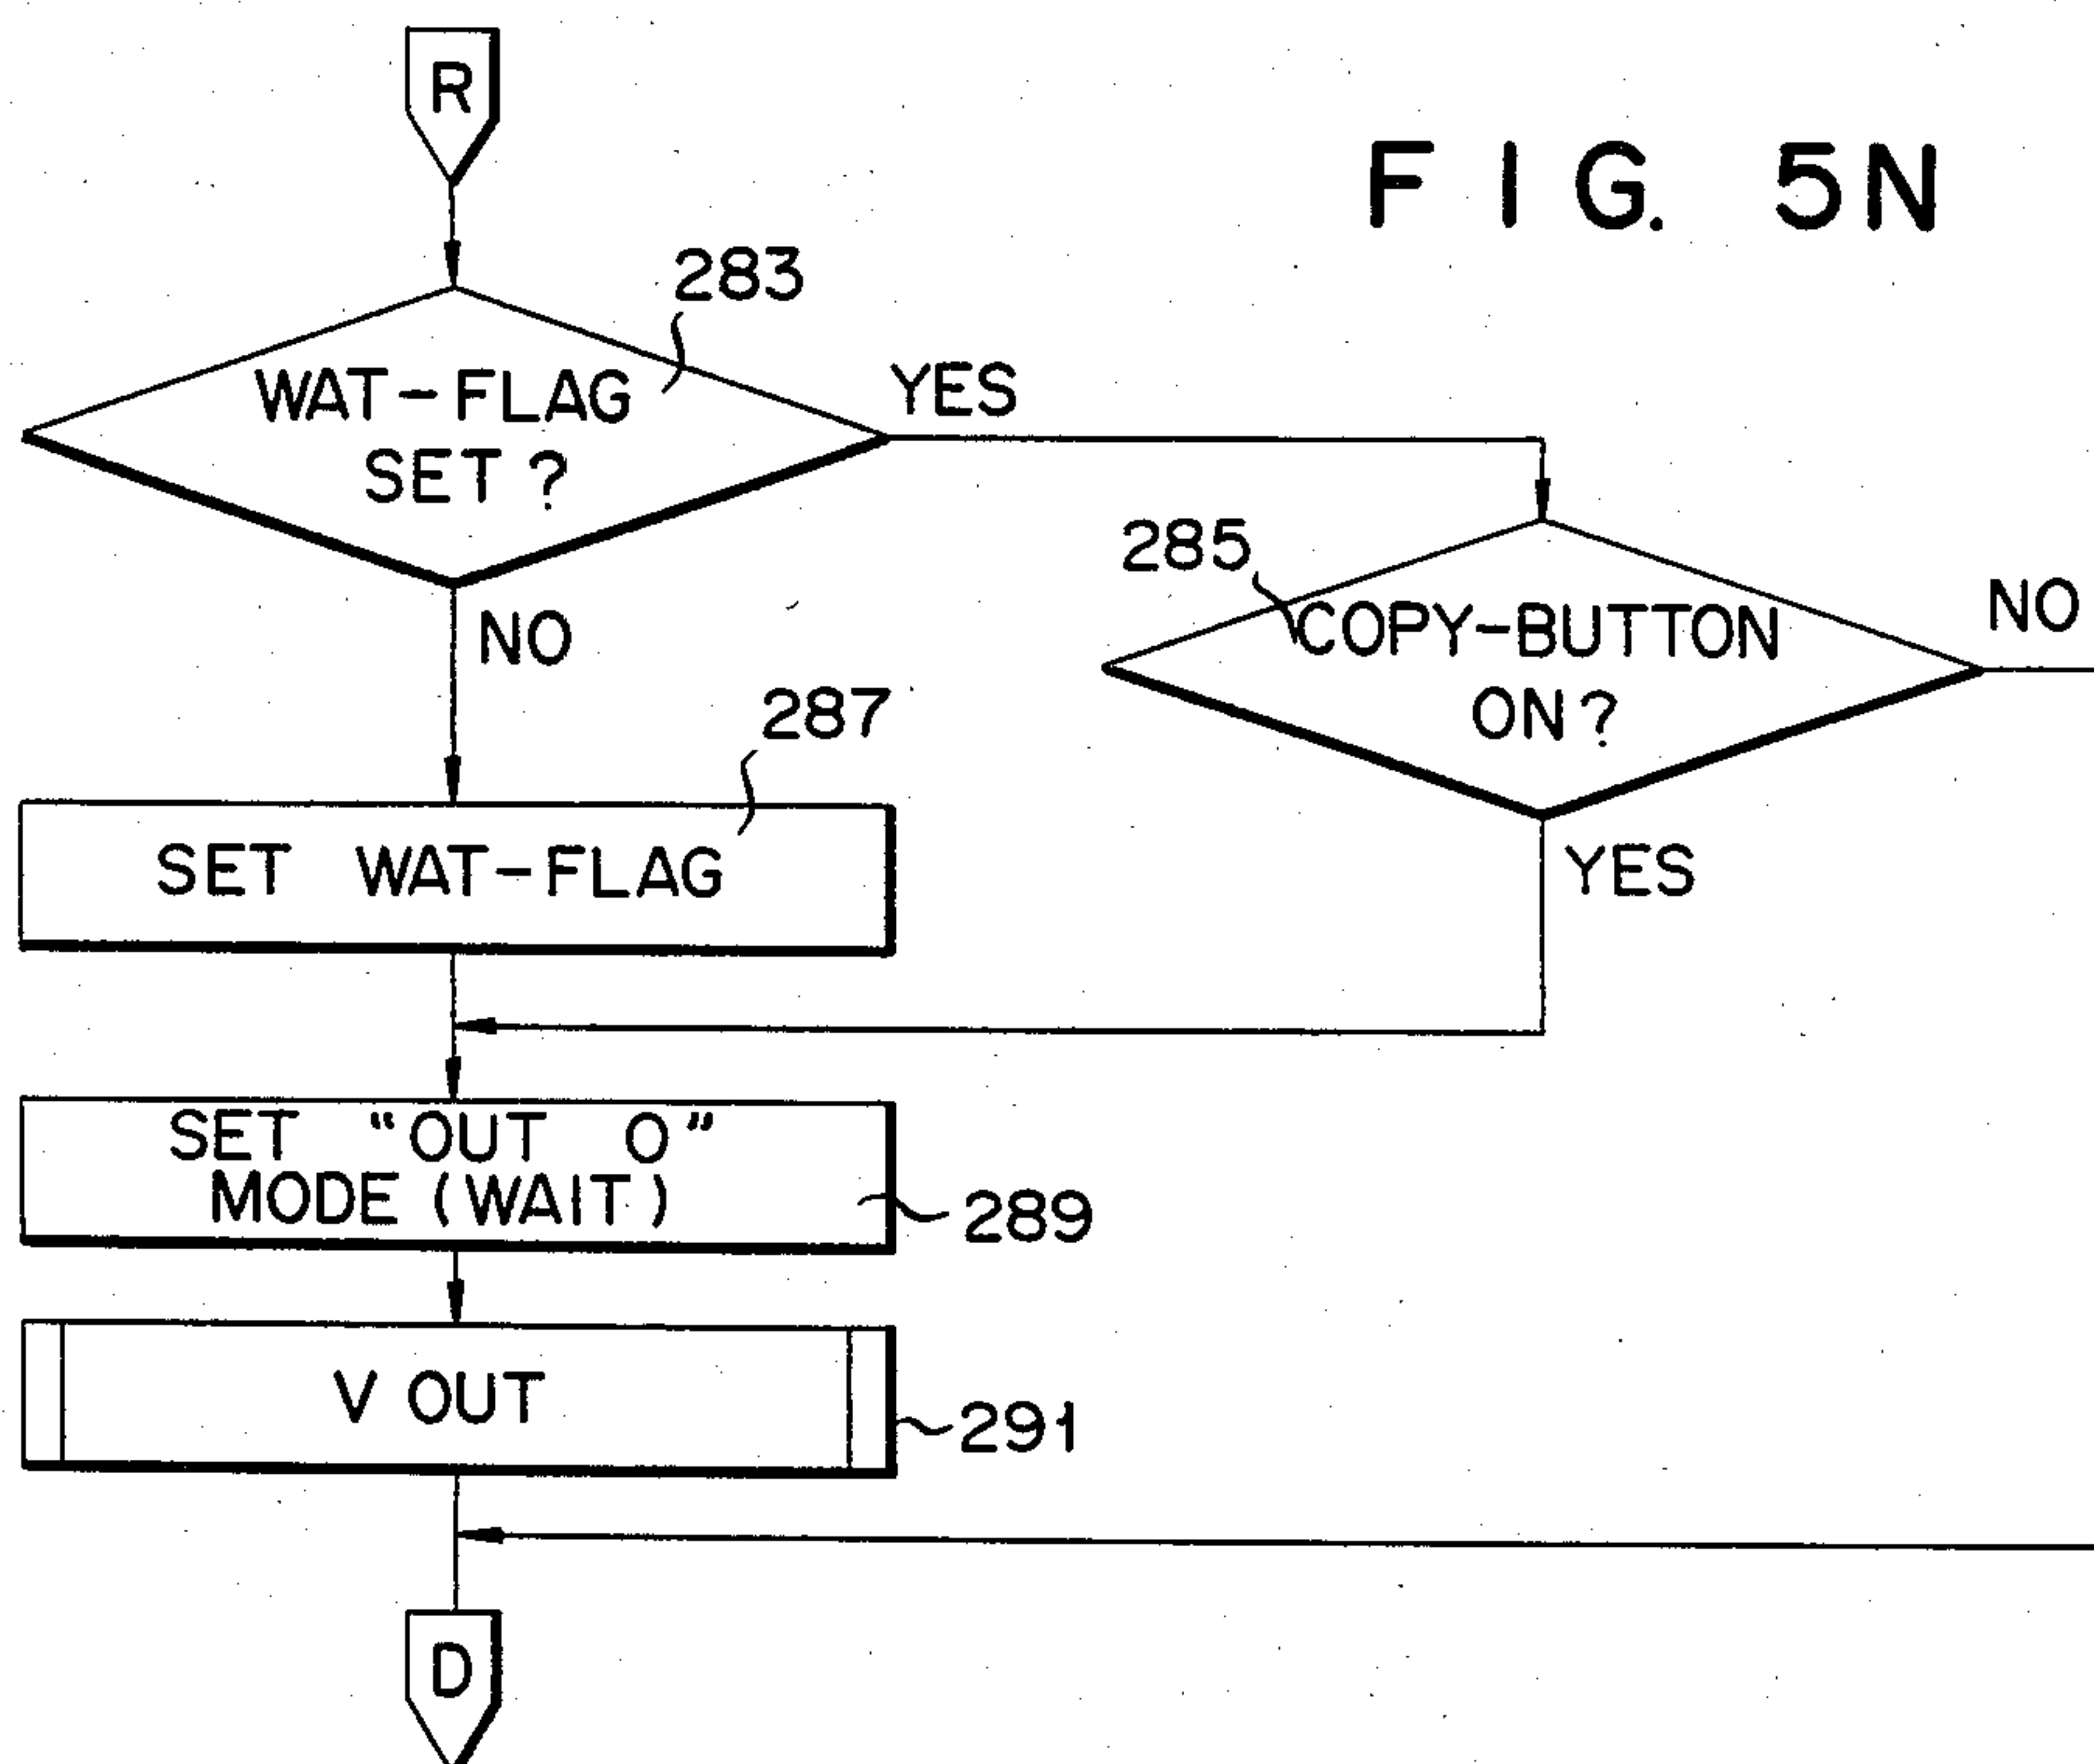 R
FIG. 5N
283
WAT-FLAG
SET?
YES
NO
285
COPY-BUTTON
ON?
NO
YES
287
SET WAT-FLAG
SET "OUT 0"
MODE (WAIT)
289
V OUT
291
D